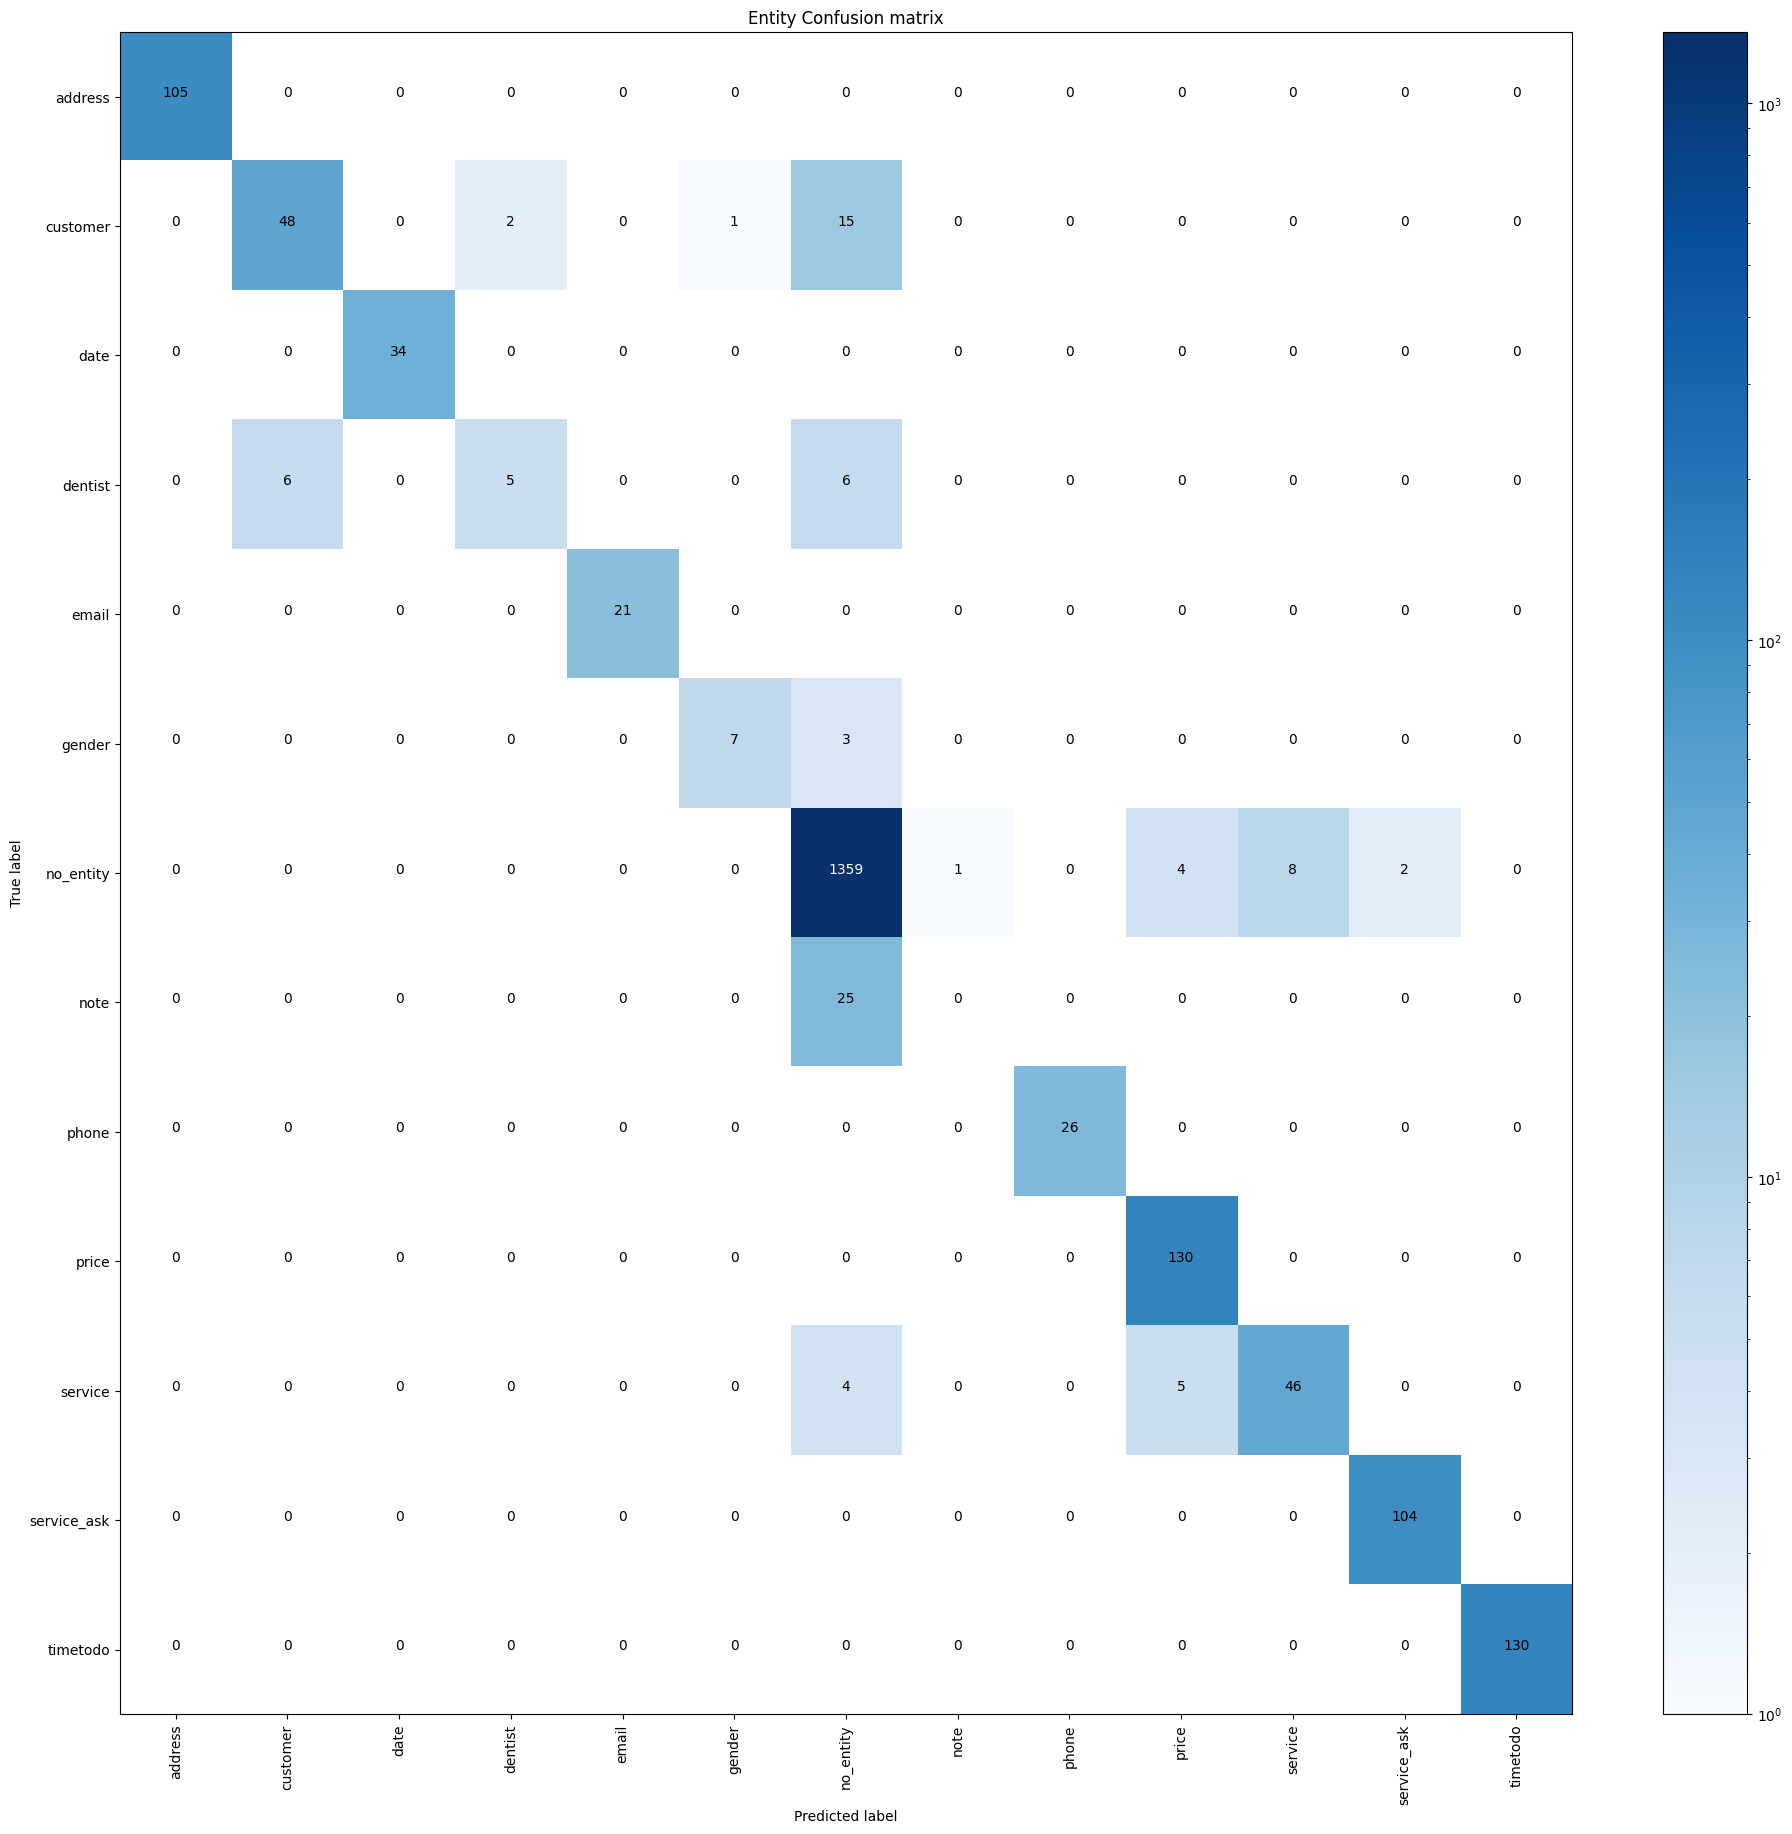 Entity Confusion matrix
address 105 0 0 0 0 0 0 0 0 0 0 0 0
customer 0 48 0 2 0 1 15 0 0 0 0 0 0
date 0 0 34 0 0 0 0 0 0 0 0 0 0
dentist 0 6 0 5 0 0 6 0 0 0 0 0 0
email 0 0 0 0 21 0 0 0 0 0 0 0 0
gender 0 0 0 0 0 7 3 0 0 0 0 0 0
no_entity 0 0 0 0 0 0 1359 1 0 4 8 2 0
note 0 0 0 0 0 0 25 0 0 0 0 0 0
phone 0 0 0 0 0 0 0 0 26 0 0 0 0
price 0 0 0 0 0 0 0 0 0 130 0 0 0
service 0 0 0 0 0 0 4 0 0 5 46 0 0
service_ask 0 0 0 0 0 0 0 0 0 0 0 104 0
timetodo 0 0 0 0 0 0 0 0 0 0 0 0 130
address customer date dentist email gender no_entity note phone price service service_ask timetodo
Predicted label
True label
10³
10²
10¹
10⁰